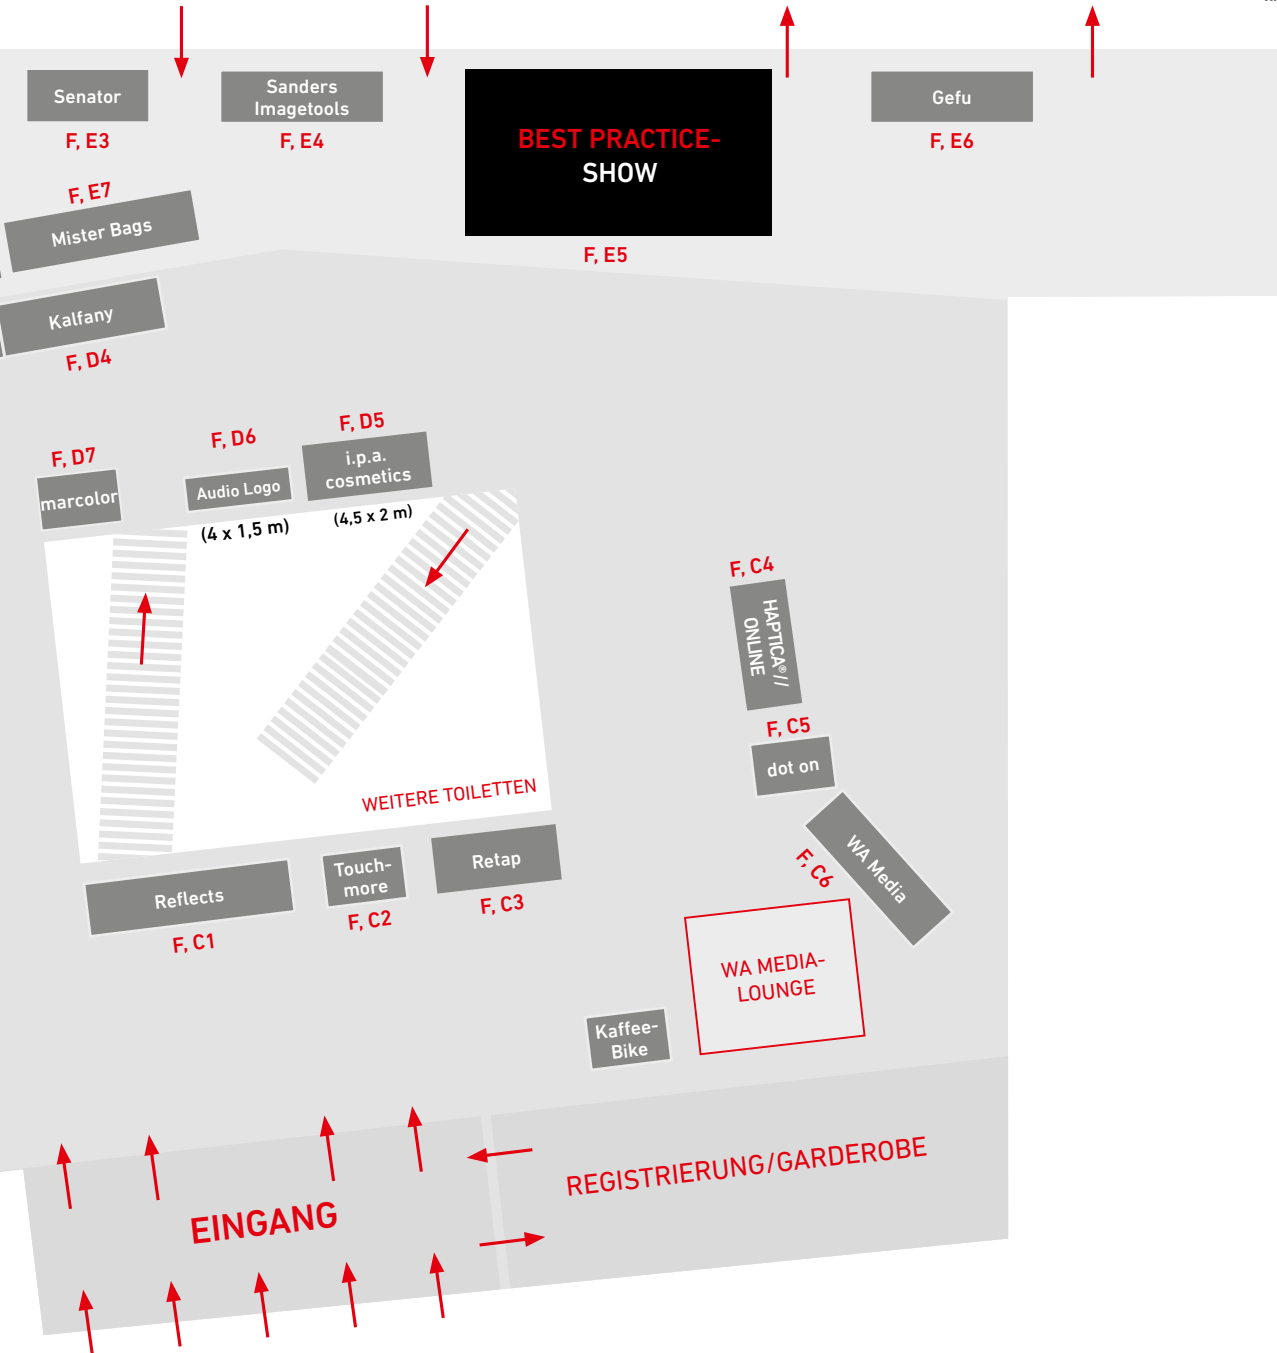 Senator
F, E3
Sanders
Imagetools
F, E4
BEST PRACTICE-
SHOW
F, E5
Gefu
F, E6
F, E7
Mister Bags
Kalfany
F, D4
F, D7
marcolor
F, D6
Audio Logo
(4 x 1,5 m)
F, D5
i.p.a.
cosmetics
(4,5 x 2 m)
F, C4
HAPTICA®//
ONLINE
F, C5
dot on
WEITERE TOILETTEN
WA Media
F, C6
Reflects
F, C1
Touch-
more
F, C2
Retap
F, C3
WA MEDIA-
LOUNGE
Kaffee-
Bike
REGISTRIERUNG/GARDEROBE
EINGANG